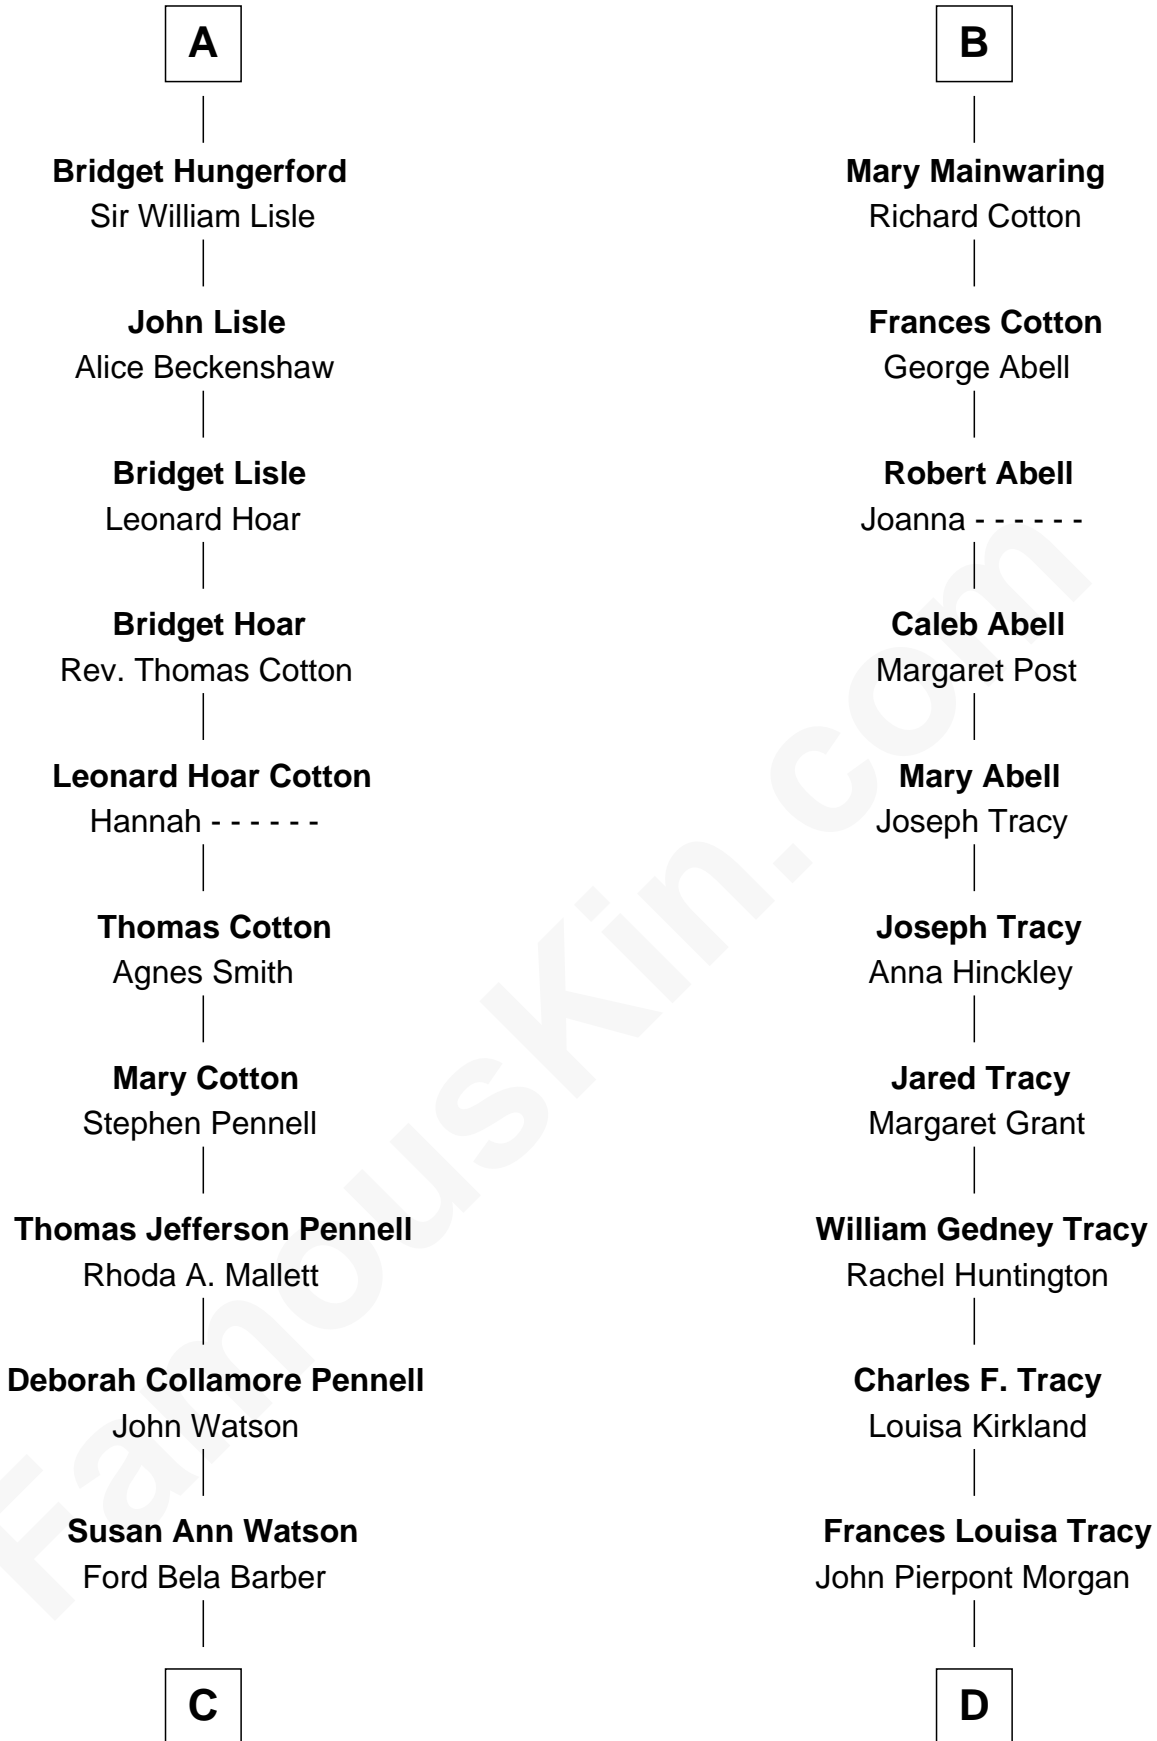 A
Bridget Hungerford
Sir William Lisle
John Lisle
Alice Beckenshaw
Bridget Lisle
Leonard Hoar
Bridget Hoar
Rev. Thomas Cotton
Leonard Hoar Cotton
Hannah - - - - - -
Thomas Cotton
Agnes Smith
Mary Cotton
Stephen Pennell
Thomas Jefferson Pennell
Rhoda A. Mallett
Deborah Collamore Pennell
John Watson
Susan Ann Watson
Ford Bela Barber
C
B
Mary Mainwaring
Richard Cotton
Frances Cotton
George Abell
Robert Abell
Joanna - - - - - -
Caleb Abell
Margaret Post
Mary Abell
Joseph Tracy
Joseph Tracy
Anna Hinckley
Jared Tracy
Margaret Grant
William Gedney Tracy
Rachel Huntington
Charles F. Tracy
Louisa Kirkland
Frances Louisa Tracy
John Pierpont Morgan
D
FamousKin.com